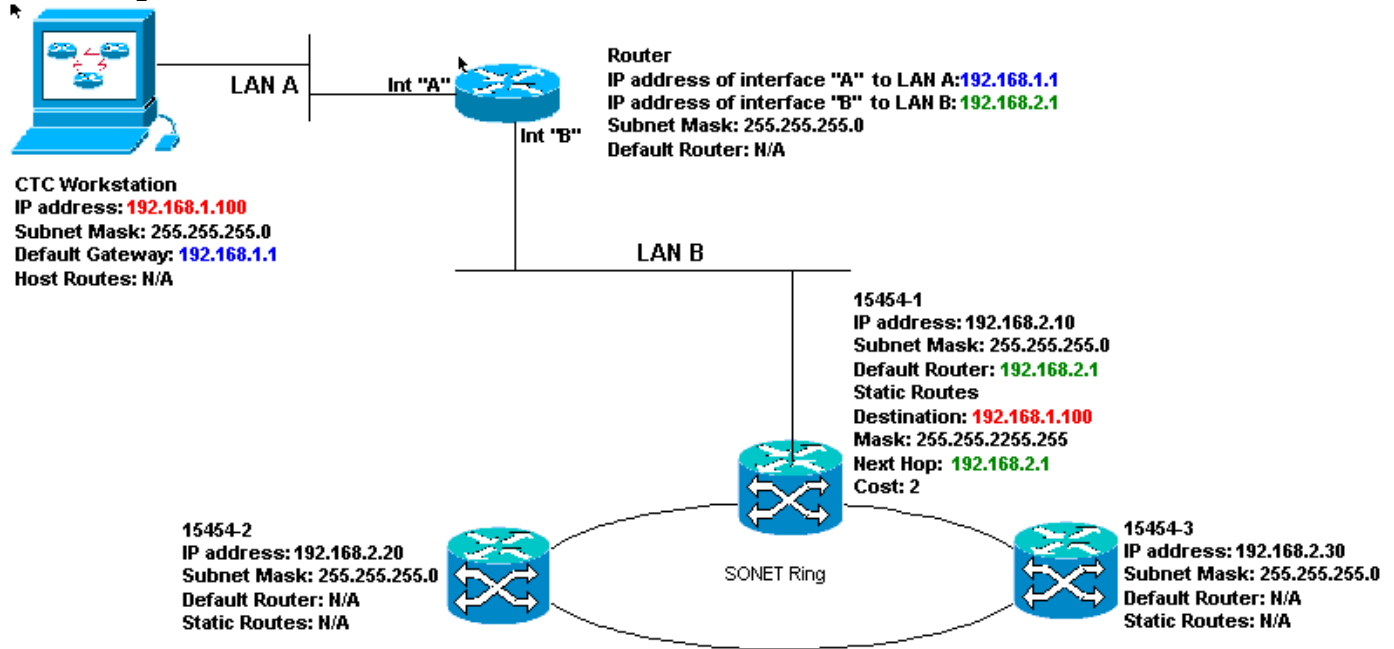 LAN A
Int "A"
Int "B"
Router
IP address of interface "A" to LAN A:192.168.1.1
IP address of interface "B" to LAN B: 192.168.2.1
Subnet Mask: 255.255.255.0
Default Router: N/A
CTC Workstation
IP address: 192.168.1.100
Subnet Mask: 255.255.255.0
Default Gateway: 192.168.1.1
Host Routes: N/A
LAN B
15454-1
IP address: 192.168.2.10
Subnet Mask: 255.255.255.0
Default Router: 192.168.2.1
Static Routes
Destination: 192.168.1.100
Mask: 255.255.2255.255
Next Hop: 192.168.2.1
Cost: 2
15454-2
IP address: 192.168.2.20
Subnet Mask: 255.255.255.0
Default Router: N/A
Static Routes: N/A
SONET Ring
15454-3
IP address: 192.168.2.30
Subnet Mask: 255.255.255.0
Default Router: N/A
Static Routes: N/A